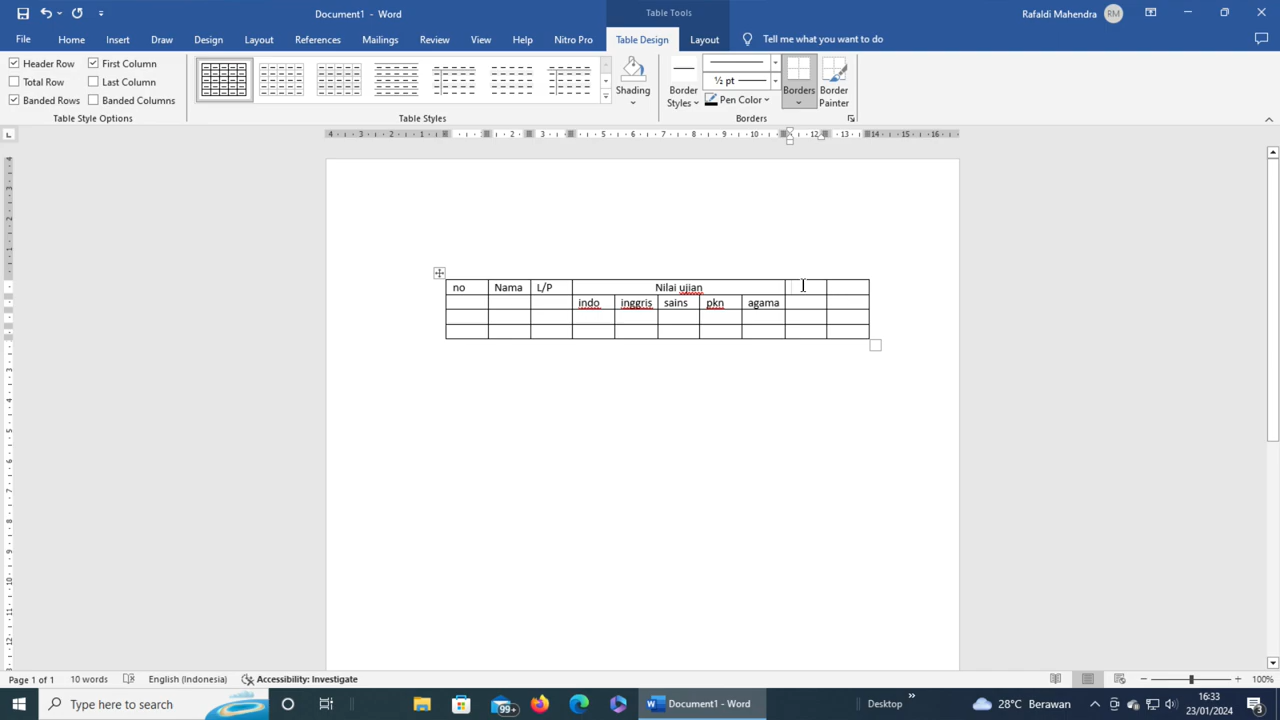 Document1 - Word
Table Tools
Rafaldi Mahendra
RM
File
Home
Insert
Draw
Design
Layout
References
Mailings
Review
View
Help
Nitro Pro
Table Design
Layout
Tell me what you want to do
Header Row
First Column
Total Row
Last Column
Banded Rows
Banded Columns
Table Style Options
Table Styles
Shading
Border Styles
½ pt
Pen Color
Borders
Border Painter
Borders
no Nama L/P Nilai ujian
indo inggris sains pkn agama
Page 1 of 1
10 words
English (Indonesia)
Accessibility: Investigate
100%
Type here to search
99+
Document1 - Word
Desktop
28°C Berawan
16:33
23/01/2024